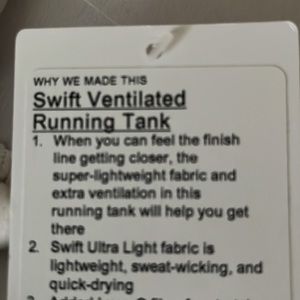 WHY WE MADE THIS
Swift Ventilated
Running Tank
1. When you can feel the finish
line getting closer, the
super-lightweight fabric and
extra ventilation in this
running tank will help you get
there
2. Swift Ultra Light fabric is
lightweight, sweat-wicking, and
quick-drying
3. Added